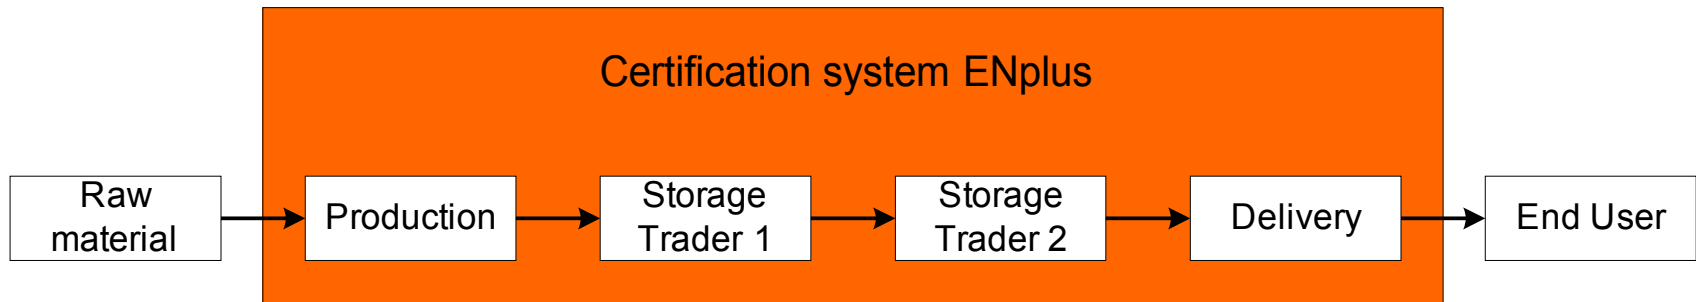 Certification system ENplus
Raw
material
Production
Storage
Trader 1
Storage
Trader 2
Delivery
End User